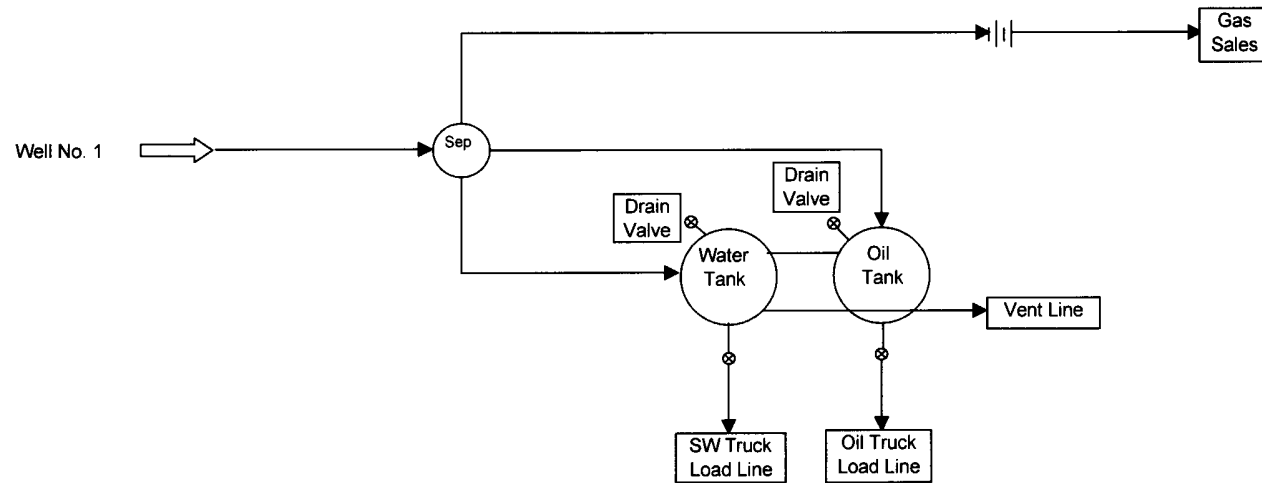 Gas
Sales
Well No. 1
Sep
Drain
Valve
Drain
Valve
Water
Tank
Oil
Tank
Vent Line
SW Truck
Load Line
Oil Truck
Load Line